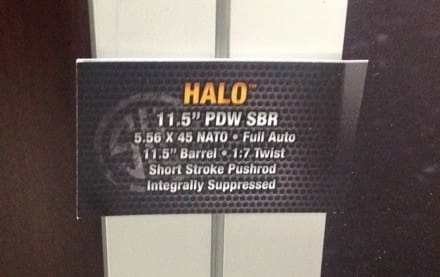 HALO™
11.5" PDW SBR
5.56 X 45 NATO • Full Auto
11.5" Barrel • 1:7 Twist
Short Stroke Pushrod
Integrally Suppressed